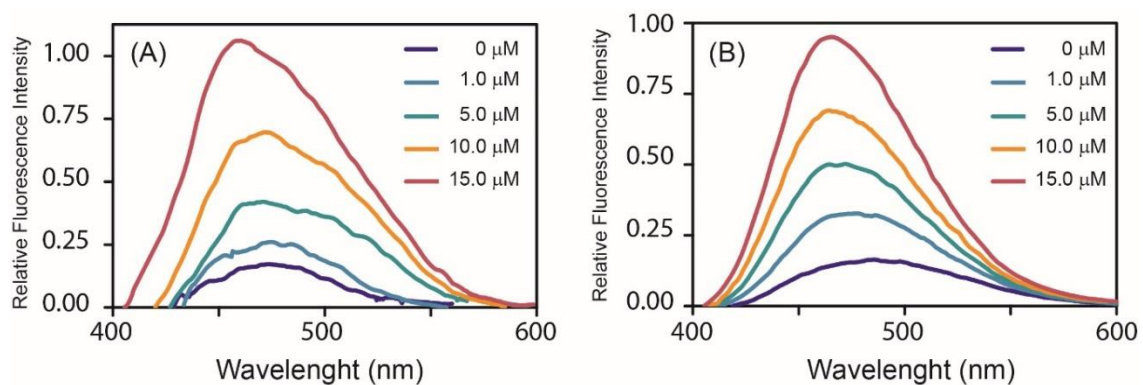 Relative Fluorescence Intensity
1.00
0.75
0.50
0.25
0.00
(A)
0 μM
1.0 μM
5.0 μM
10.0 μM
15.0 μM
400
500
600
Wavelenght (nm)
Relative Fluorescence Intensity
1.00
0.75
0.50
0.25
0.00
(B)
0 μM
1.0 μM
5.0 μM
10.0 μM
15.0 μM
400
500
600
Wavelenght (nm)